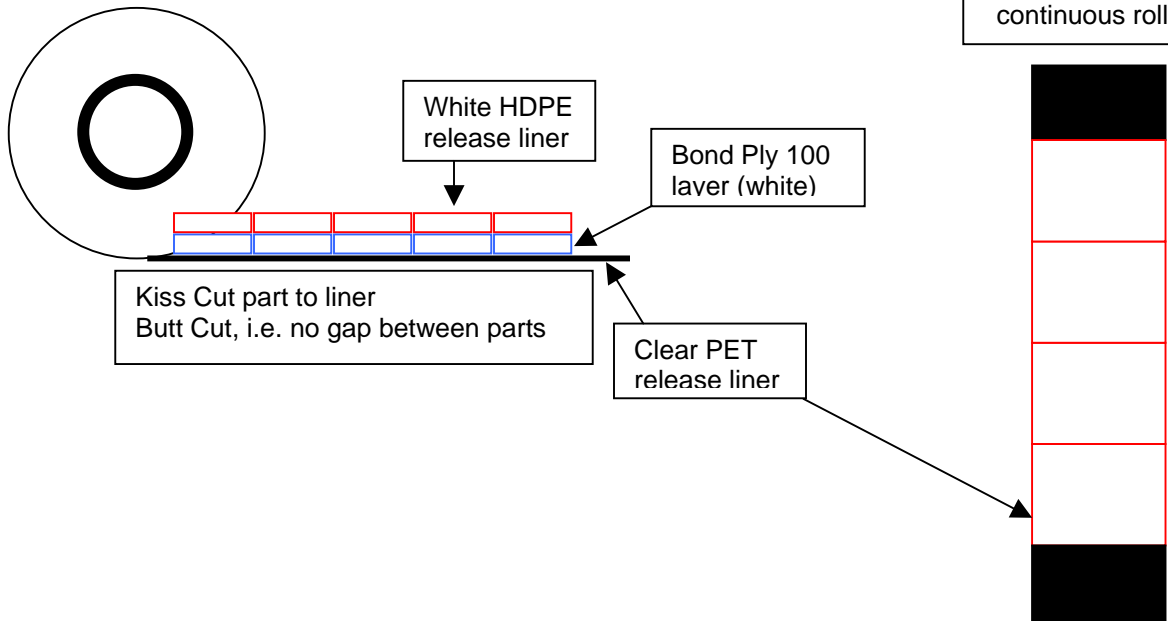 continuous roll
White HDPE
release liner
Bond Ply 100
layer (white)
Kiss Cut part to liner
Butt Cut, i.e. no gap between parts
Clear PET
release liner